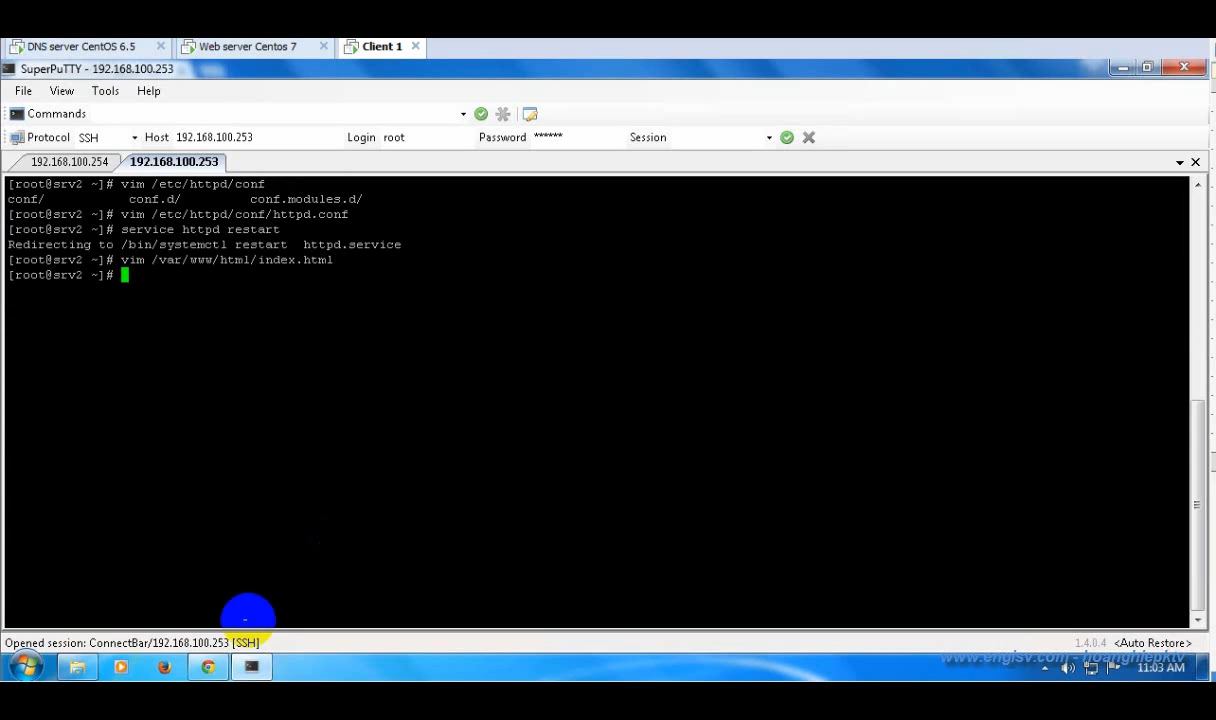 DNS server CentOS 6.5 Web server Centos 7 Client 1
SuperPuTTY - 192.168.100.253
File View Tools Help
Commands
Protocol SSH Host 192.168.100.253 Login root Password ****** Session
192.168.100.254 192.168.100.253
[root@srv2 ~]# vim /etc/httpd/conf
conf/ conf.d/ conf.modules.d/
[root@srv2 ~]# vim /etc/httpd/conf/httpd.conf
[root@srv2 ~]# service httpd restart
Redirecting to /bin/systemctl restart  httpd.service
[root@srv2 ~]# vim /var/www/html/index.html
[root@srv2 ~]#
Opened session: ConnectBar/192.168.100.253 [SSH] 1.4.0.4 <Auto Restore>
www.engisv.com - hoanghiepktv
11:03 AM